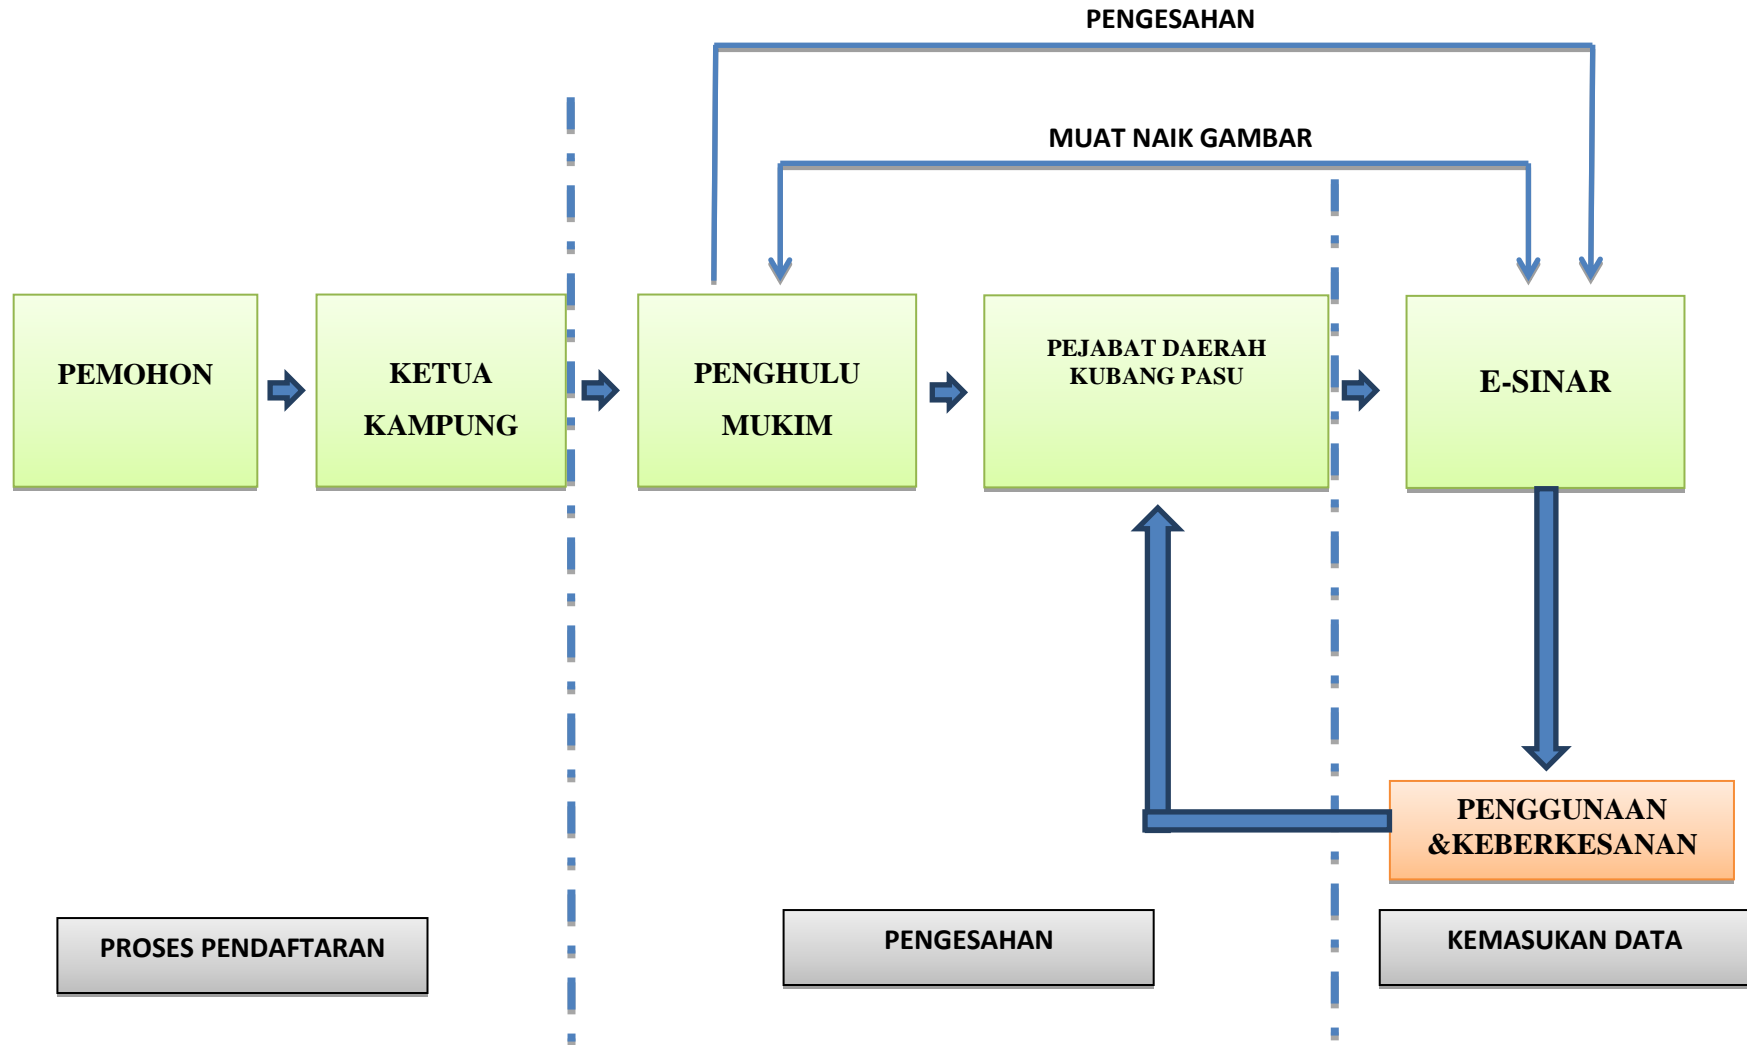 PENGESAHAN
MUAT NAIK GAMBAR
PEMOHON
KETUA
KAMPUNG
PENGHULU
MUKIM
PEJABAT DAERAH
KUBANG PASU
E-SINAR
PENGGUNAAN
&KEBERKESANAN
PROSES PENDAFTARAN
PENGESAHAN
KEMASUKAN DATA